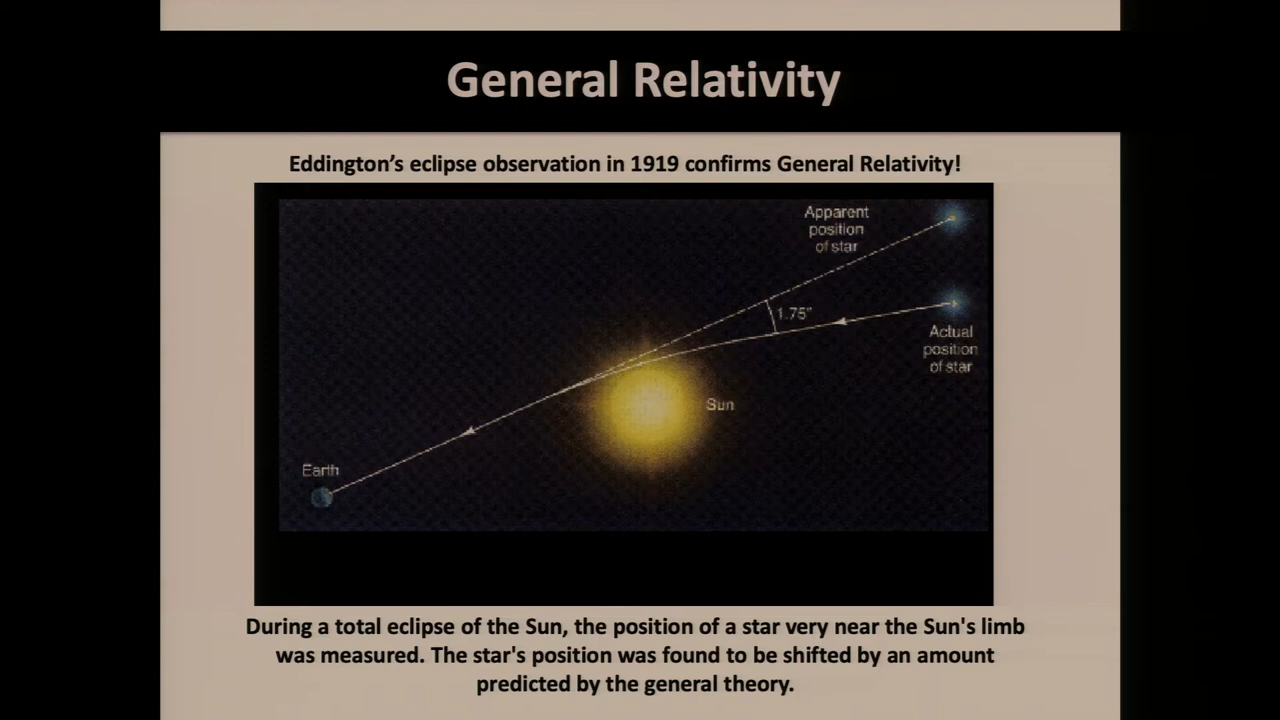 General Relativity
Eddington’s eclipse observation in 1919 confirms General Relativity!
Apparent
position
of star
1.75"
Actual
position
of star
Sun
Earth
During a total eclipse of the Sun, the position of a star very near the Sun's limb
was measured. The star's position was found to be shifted by an amount
predicted by the general theory.